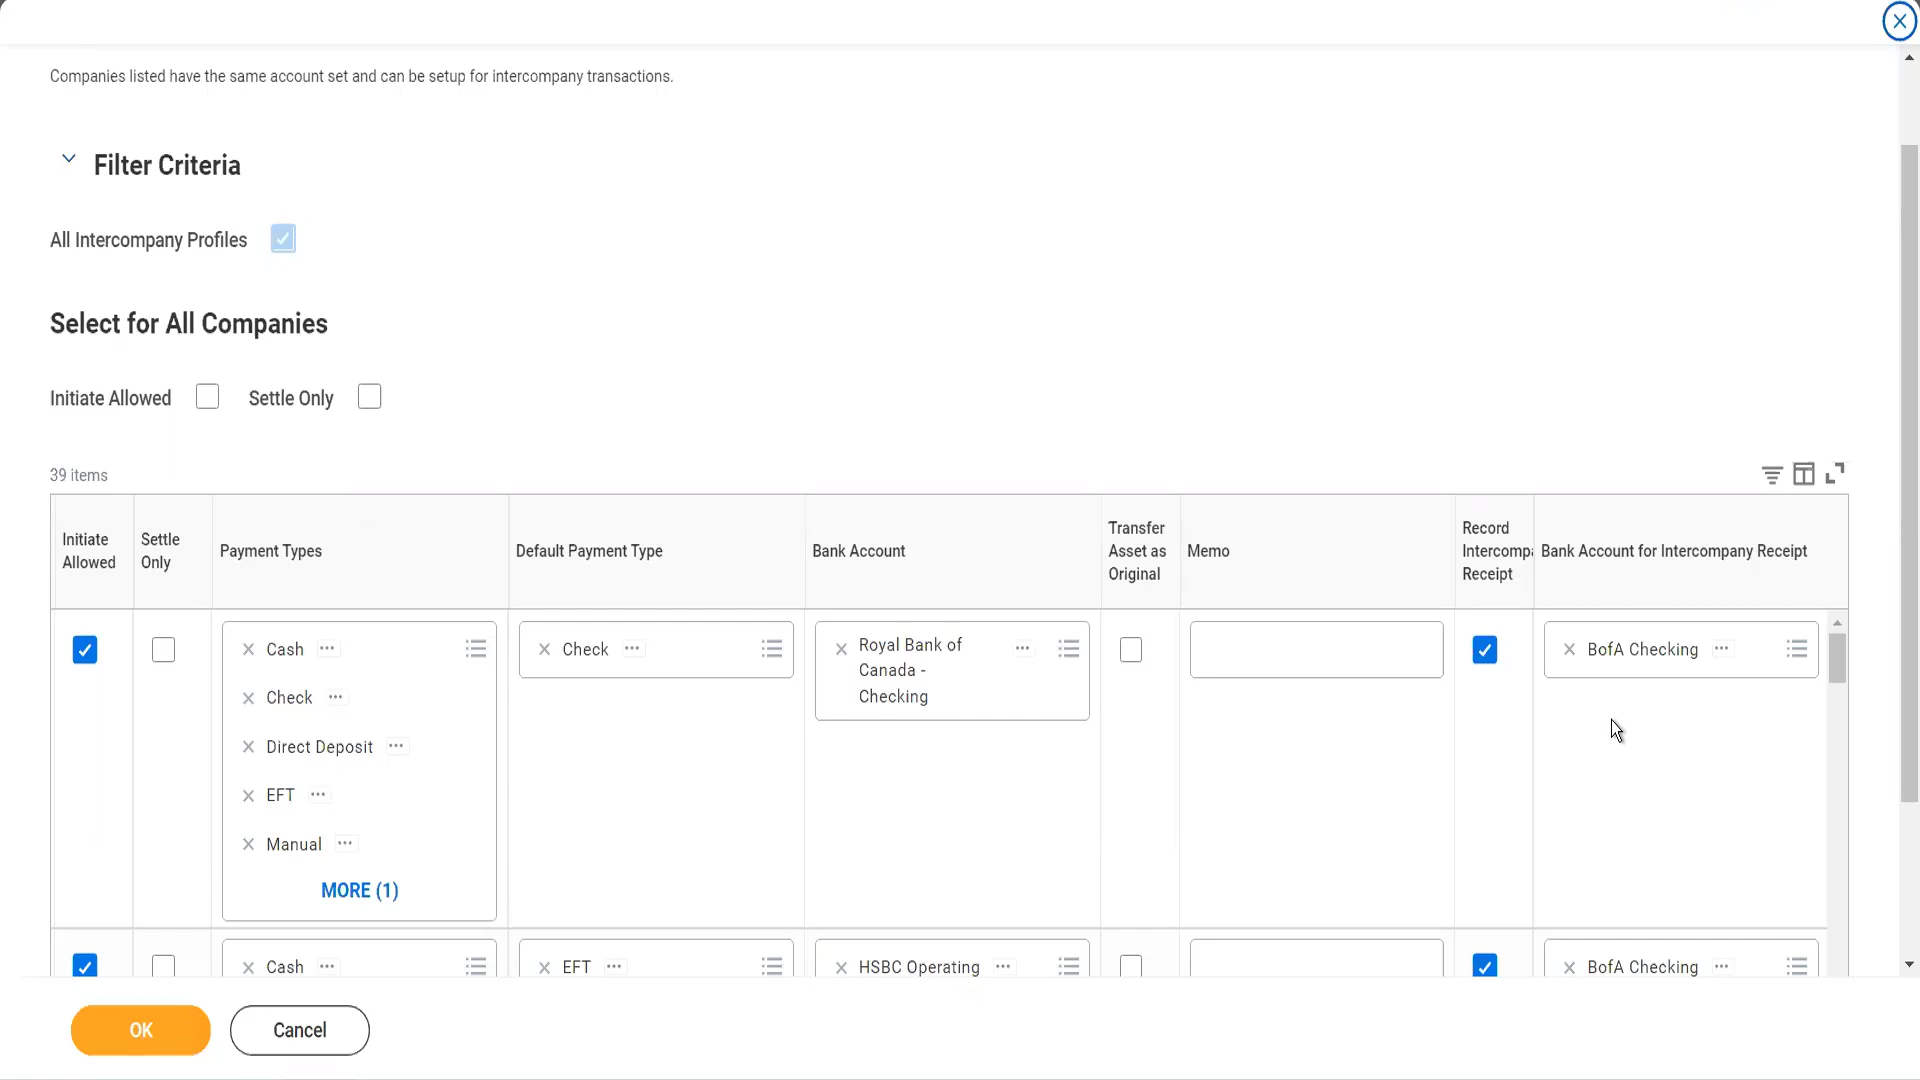 Companies listed have the same account set and can be setup for intercompany transactions.
Filter Criteria
All Intercompany Profiles
Select for All Companies
Initiate Allowed Settle Only
39 items
Initiate
Allowed
Settle
Only
Payment Types
Default Payment Type
Bank Account
Transfer
Asset as
Original
Memo
Record
Intercompa
Receipt
Bank Account for Intercompany Receipt
Cash
Check
Direct Deposit
EFT
Manual
MORE (1)
Check
Royal Bank of
Canada -
Checking
BofA Checking
Cash
EFT
HSBC Operating
BofA Checking
OK
Cancel